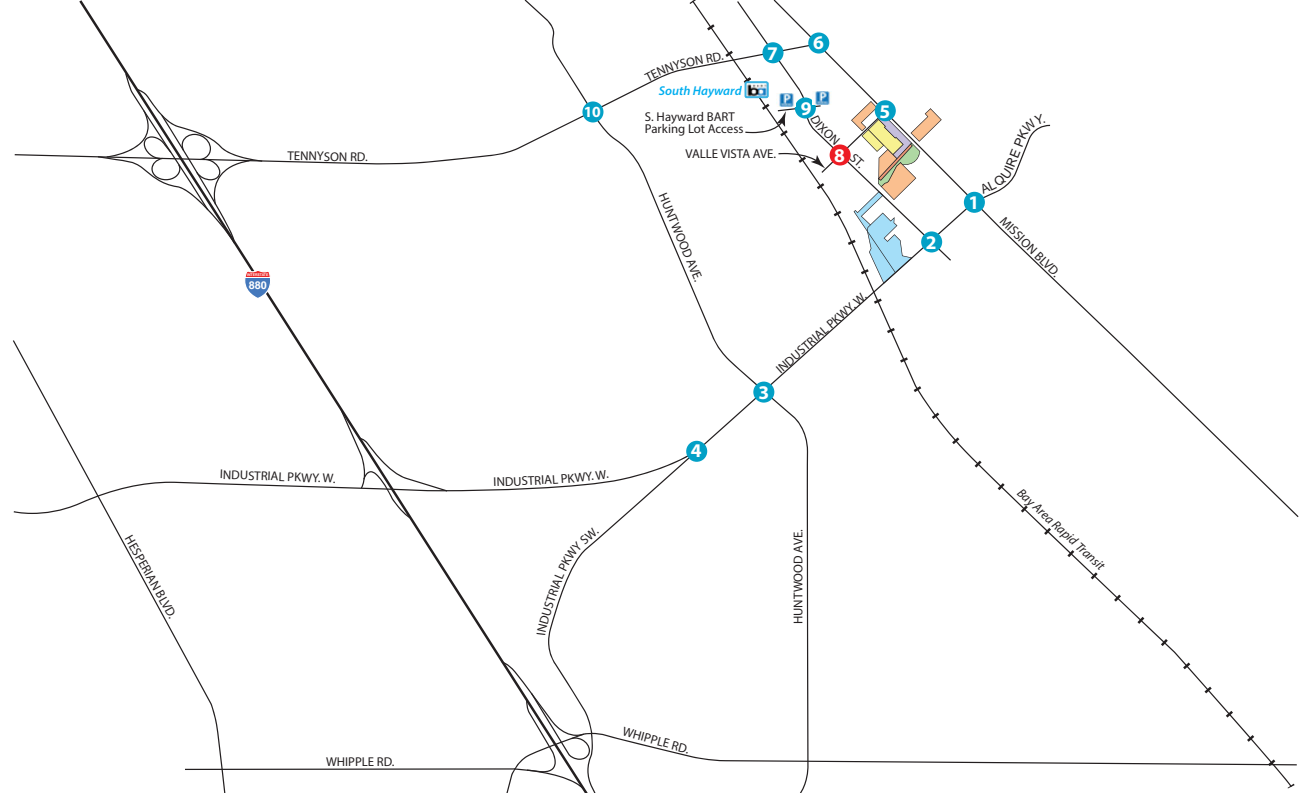 6
7
TENNYSON RD.
South Hayward
P
P
9
5
10
S. Hayward BART
Parking Lot Access
DIXON ST.
VALLE VISTA AVE.
8
ALQUIRE PKWY.
TENNYSON RD.
1
HUNTWOOD AVE.
MISSION BLVD.
2
INTERSTATE
880
INDUSTRIAL PKWY. W.
3
4
INDUSTRIAL PKWY. W.
INDUSTRIAL PKWY. W.
Bay Area Rapid Transit
HESPERIAN BLVD.
INDUSTRIAL PKWY SW.
HUNTWOOD AVE.
WHIPPLE RD.
WHIPPLE RD.